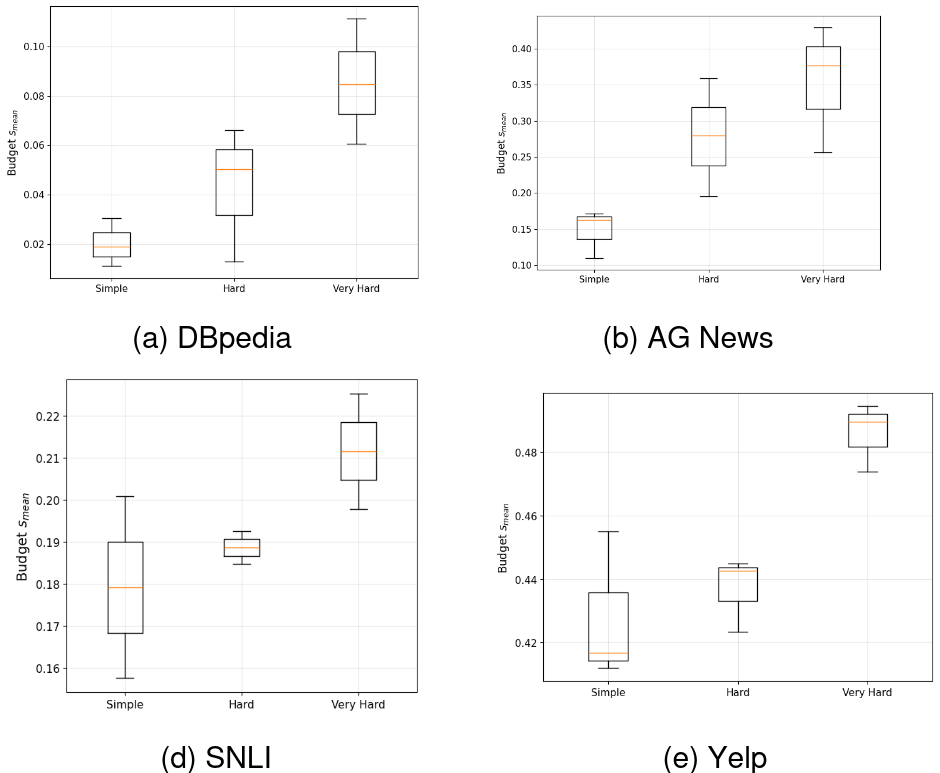 0.10
0.08
0.06
0.04
0.02
Budget s_mean
Simple Hard Very Hard
(a) DBpedia
0.40
0.35
0.30
0.25
0.20
0.15
0.10
Budget s_mean
Simple Hard Very Hard
(b) AG News
0.22
0.21
0.20
0.19
0.18
0.17
0.16
Budget s_mean
Simple Hard Very Hard
(d) SNLI
0.48
0.46
0.44
0.42
Budget s_mean
Simple Hard Very Hard
(e) Yelp